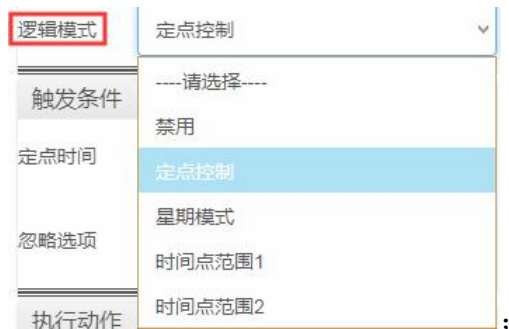 逻辑模式 定点控制
----请选择----
触发条件
禁用
定点时间
定点控制
星期模式
忽略选项
时间点范围1
时间点范围2
执行动作
;